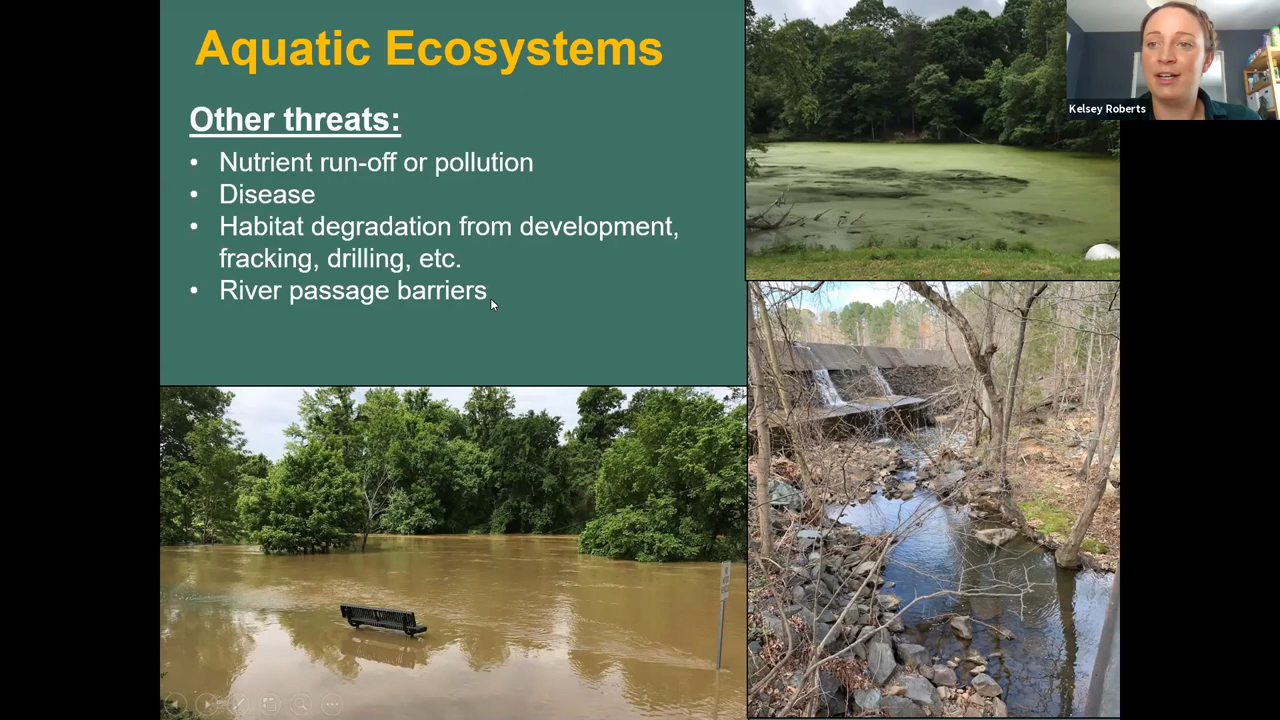 Aquatic Ecosystems
Other threats:
• Nutrient run-off or pollution
• Disease
• Habitat degradation from development,
fracking, drilling, etc.
• River passage barriers
Kelsey Roberts